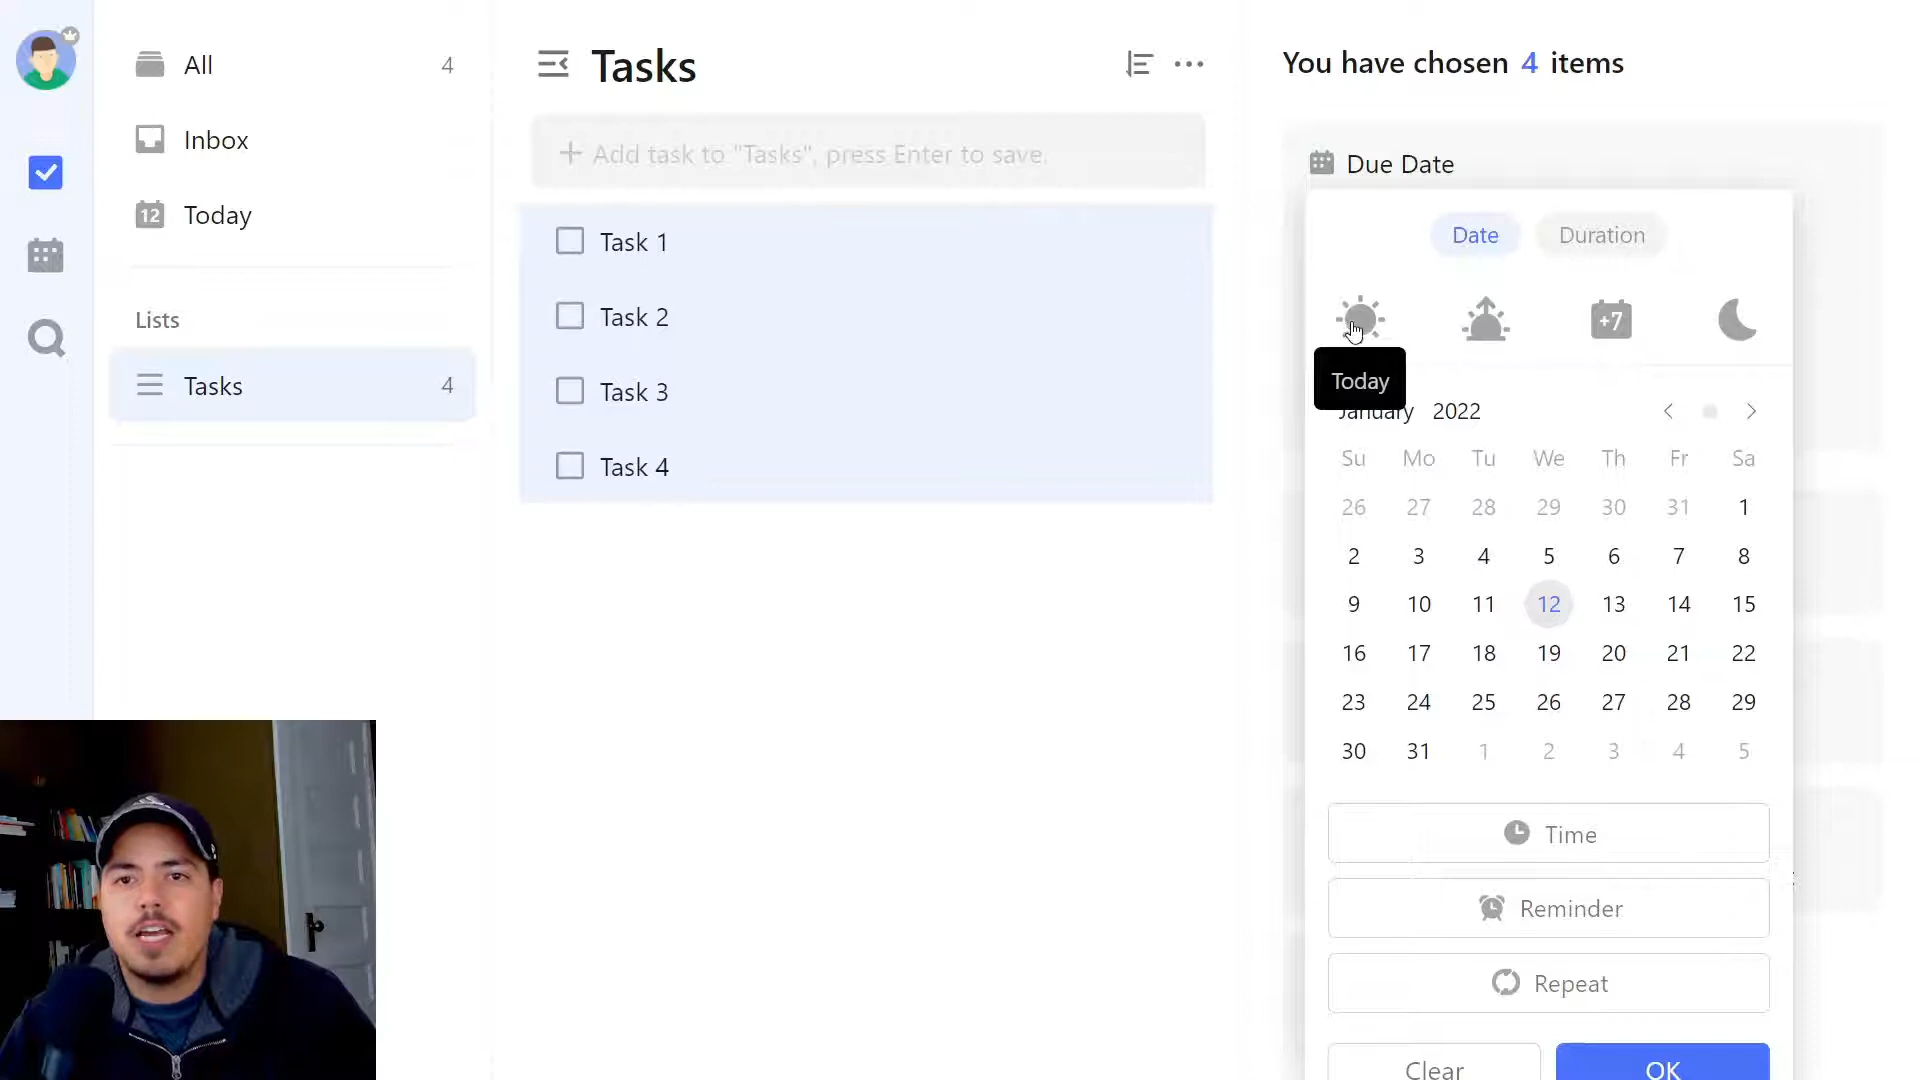 All 4
Inbox
12 Today
Lists
Tasks 4
Tasks
+ Add task to "Tasks", press Enter to save.
Task 1
Task 2
Task 3
Task 4
You have chosen 4 items
Due Date
Date Duration
+7
Today
January 2022
Su Mo Tu We Th Fr Sa
26 27 28 29 30 31 1
2 3 4 5 6 7 8
9 10 11 12 13 14 15
16 17 18 19 20 21 22
23 24 25 26 27 28 29
30 31 1 2 3 4 5
Time
Reminder
Repeat
Clear OK